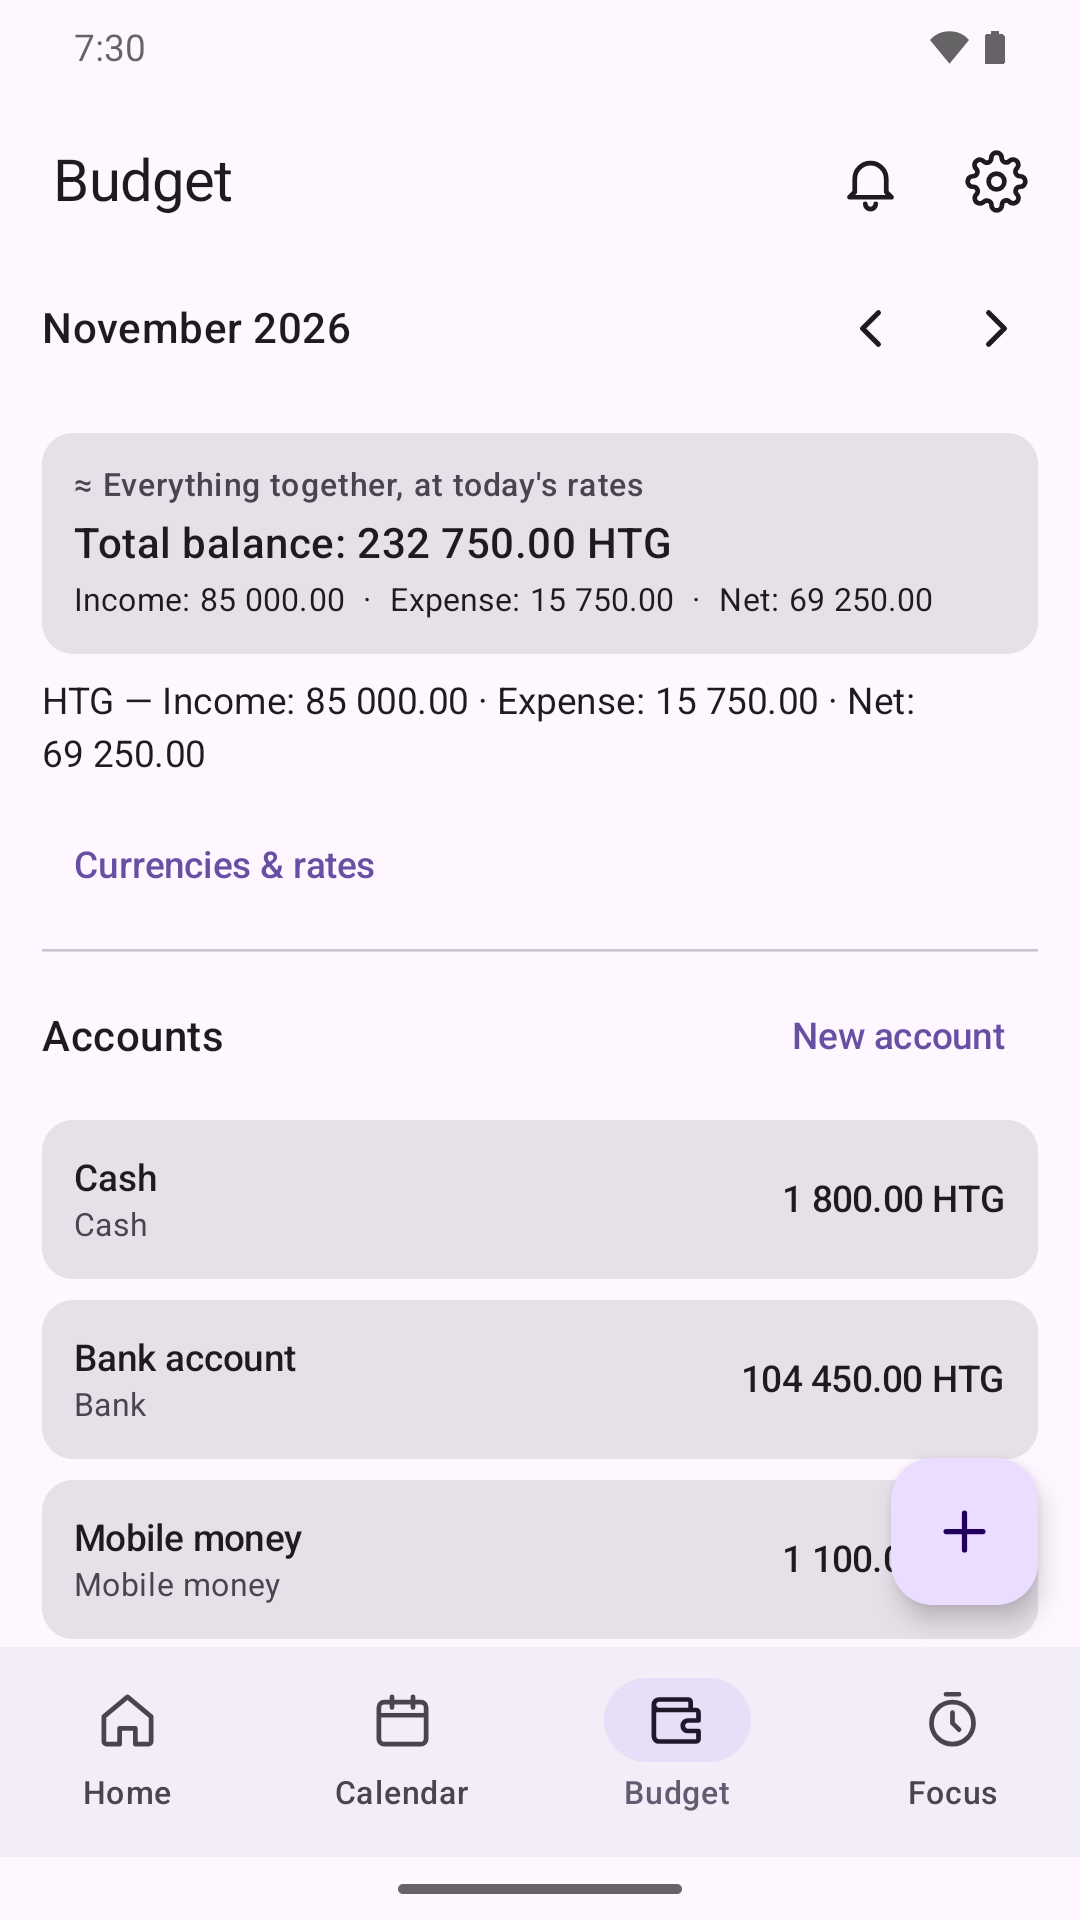 7:30
Budget
November 2026
≈ Everything together, at today's rates
Total balance: 232 750.00 HTG
Income: 85 000.00 · Expense: 15 750.00 · Net: 69 250.00
HTG — Income: 85 000.00 · Expense: 15 750.00 · Net:
69 250.00
Currencies & rates
Accounts
New account
Cash
1 800.00 HTG
Cash
Bank account
104 450.00 HTG
Bank
Mobile money
1 100.
Mobile money
Home
Calendar
Budget
Focus